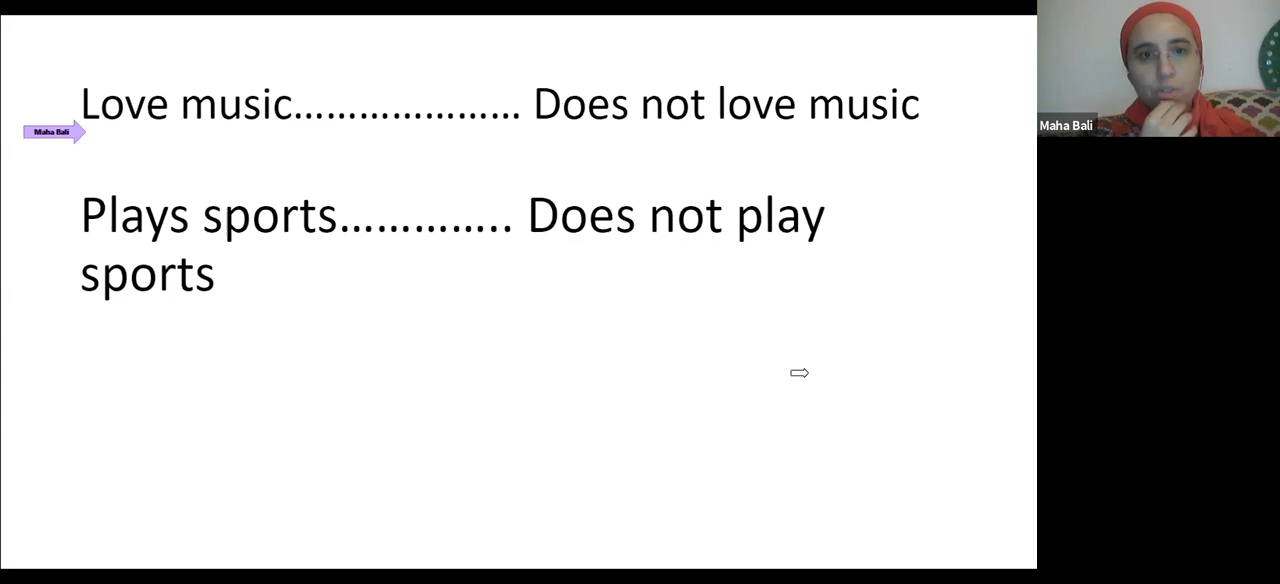 Love music………………… Does not love music
Maha Bali
Plays sports………….. Does not play
sports
Maha Bali